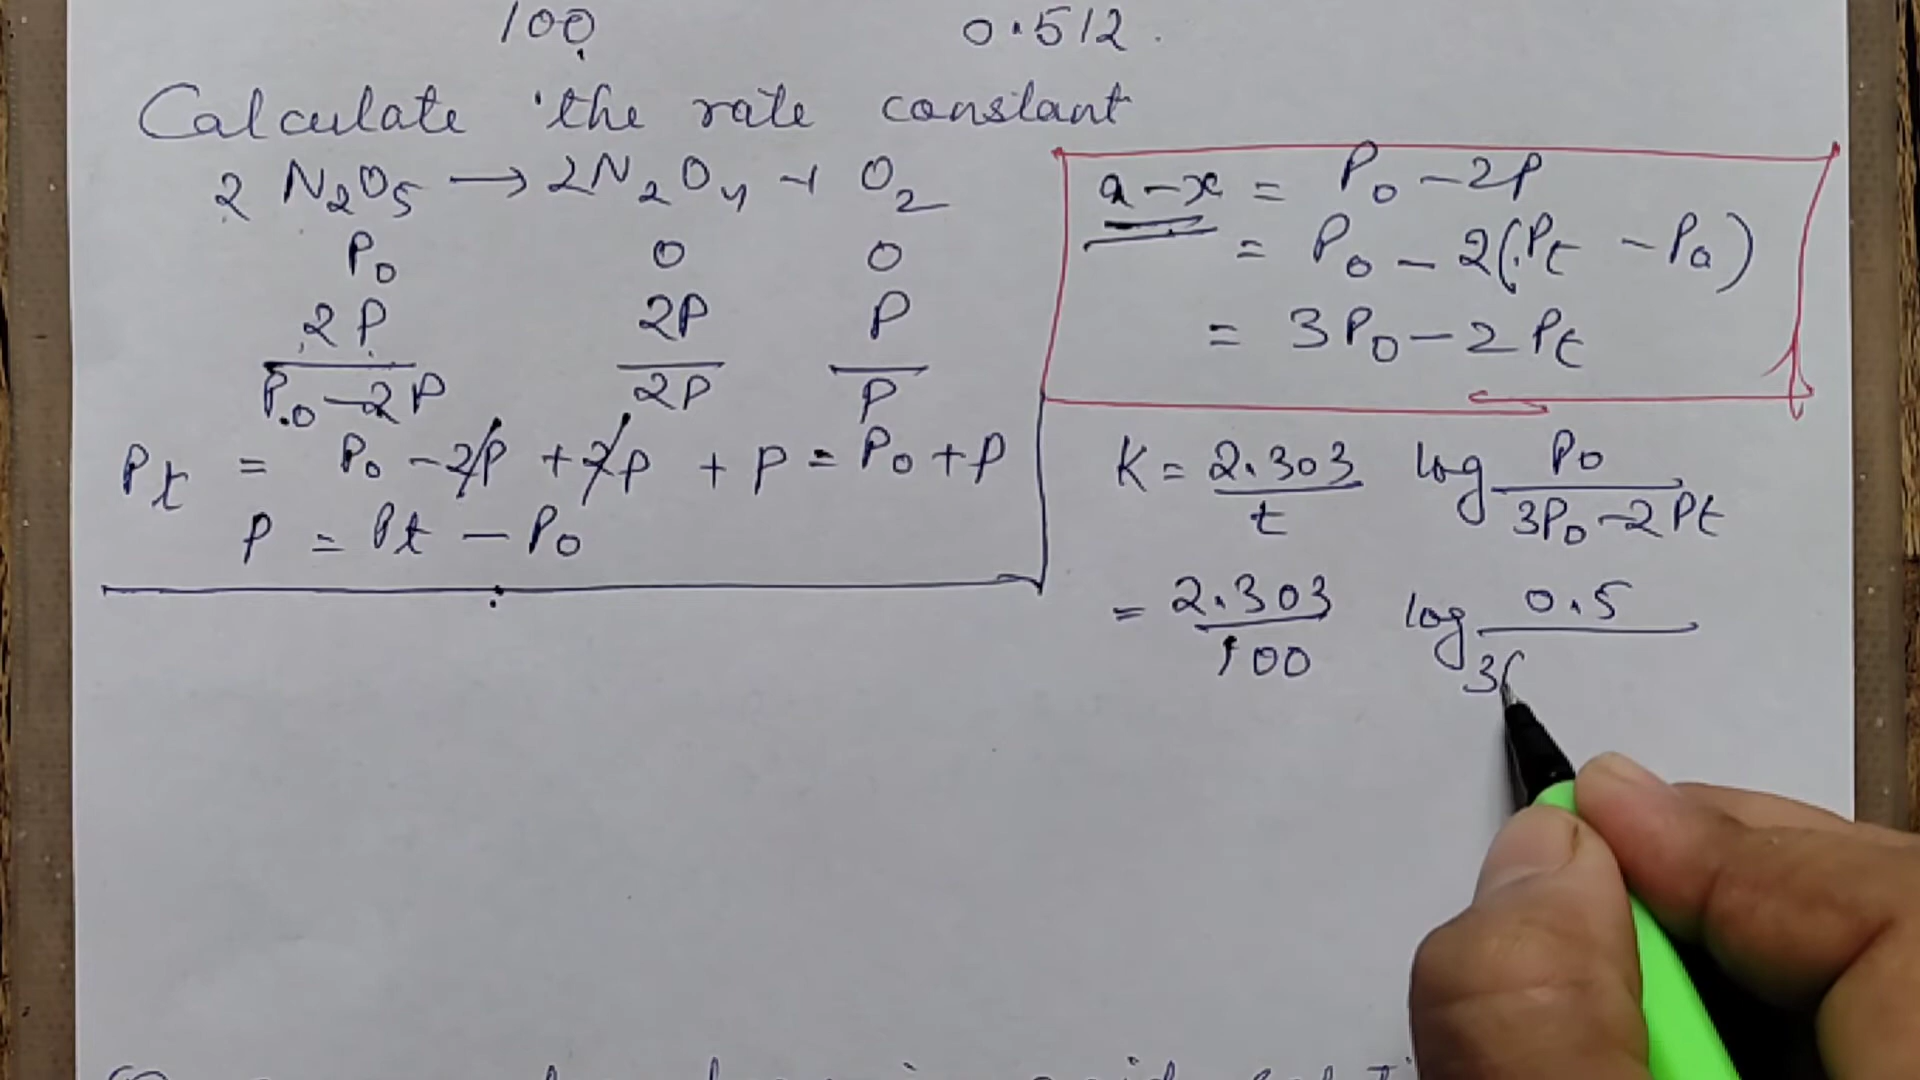 100 0.512.
Calculate the rate constant
2 N₂O₅ → 2N₂O₄ + O₂
P₀ 0 0
2P 2P P
P₀-2P 2P P
Pt = P₀ - 2P + 2P + P = P₀ + P
P = Pt - P₀
a-x = P₀ - 2P
= P₀ - 2(Pt - P₀)
= 3P₀ - 2Pt
K = 2.303/t log P₀/3P₀-2Pt
= 2.303/100 log 0.5/3(